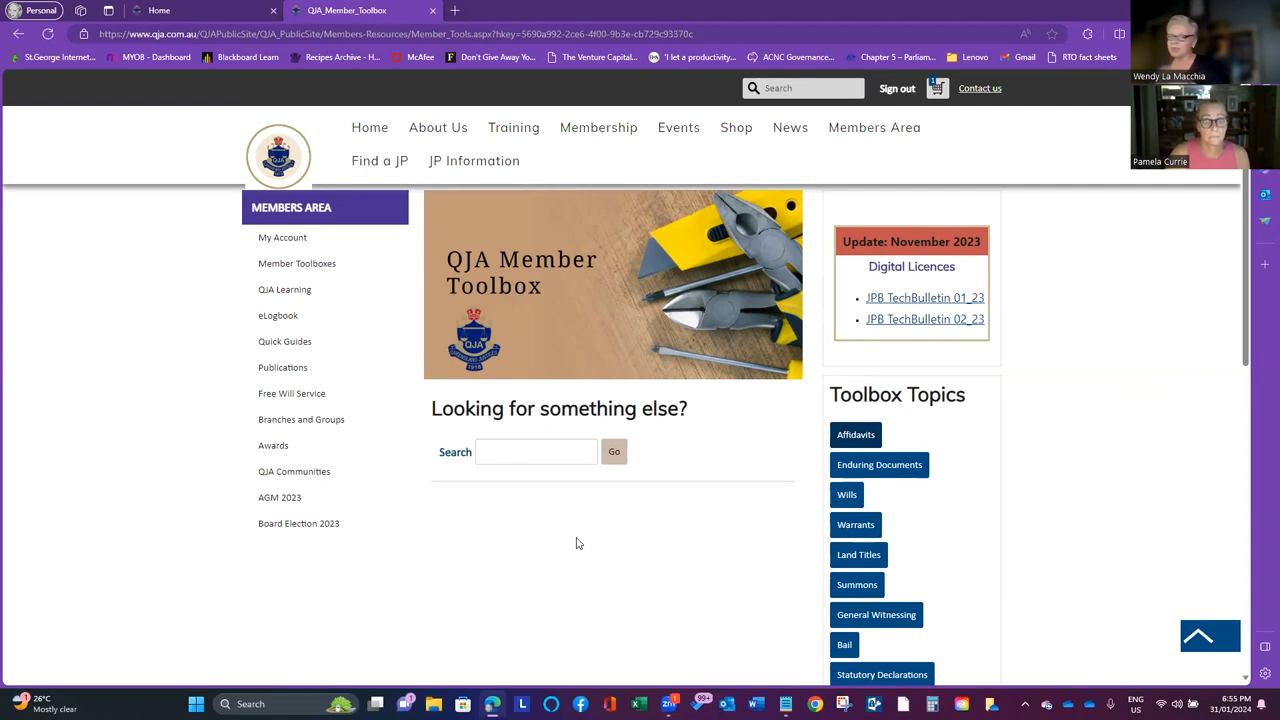 Personal
Home
QJA_Member_Toolbox
https://www.qja.com.au/QJAPublicSite/QJA_PublicSite/Members-Resources/Member_Tools.aspx?hkey=5690a992-2ce6-4f00-9b3e-cb729c93370c
St.George Internet...
MYOB - Dashboard
Blackboard Learn
Recipes Archive - H...
McAfee
Don't Give Away Yo...
The Venture Capital...
'I let a productivity...
ACNC Governance...
Chapter 5 – Parliam...
Lenovo
Gmail
RTO fact sheets
Wendy La Macchia
Pamela Currie
Search
Sign out
1
Contact us
Home
About Us
Training
Membership
Events
Shop
News
Members Area
Find a JP
JP Information
QJA
MEMBERS AREA
My Account
Member Toolboxes
QJA Learning
eLogbook
Quick Guides
Publications
Free Will Service
Branches and Groups
Awards
QJA Communities
AGM 2023
Board Election 2023
QJA Member
Toolbox
QJA
1918
Looking for something else?
Search
Go
Update: November 2023
Digital Licences
JPB TechBulletin 01_23
JPB TechBulletin 02_23
Toolbox Topics
Affidavits
Enduring Documents
Wills
Warrants
Land Titles
Summons
General Witnessing
Bail
Statutory Declarations
26°C
Mostly clear
Search
99+
ENG
US
6:55 PM
31/01/2024